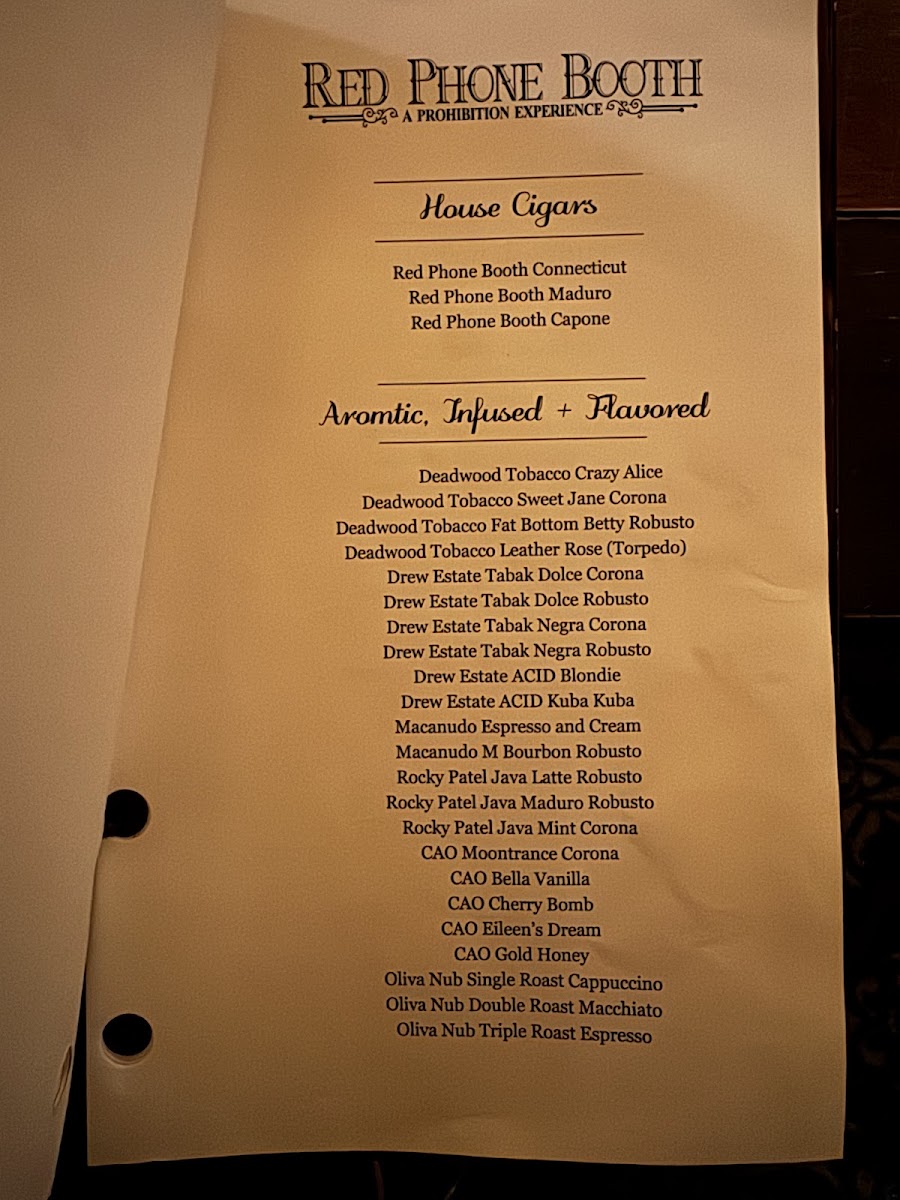 RED PHONE BOOTH
A PROHIBITION EXPERIENCE
House Cigars
Red Phone Booth Connecticut
Red Phone Booth Maduro
Red Phone Booth Capone
Aromtic, Infused + Flavored
Deadwood Tobacco Crazy Alice
Deadwood Tobacco Sweet Jane Corona
Deadwood Tobacco Fat Bottom Betty Robusto
Deadwood Tobacco Leather Rose (Torpedo)
Drew Estate Tabak Dolce Corona
Drew Estate Tabak Dolce Robusto
Drew Estate Tabak Negra Corona
Drew Estate Tabak Negra Robusto
Drew Estate ACID Blondie
Drew Estate ACID Kuba Kuba
Macanudo Espresso and Cream
Macanudo M Bourbon Robusto
Rocky Patel Java Latte Robusto
Rocky Patel Java Maduro Robusto
Rocky Patel Java Mint Corona
CAO Moontrance Corona
CAO Bella Vanilla
CAO Cherry Bomb
CAO Eileen's Dream
CAO Gold Honey
Oliva Nub Single Roast Cappuccino
Oliva Nub Double Roast Macchiato
Oliva Nub Triple Roast Espresso